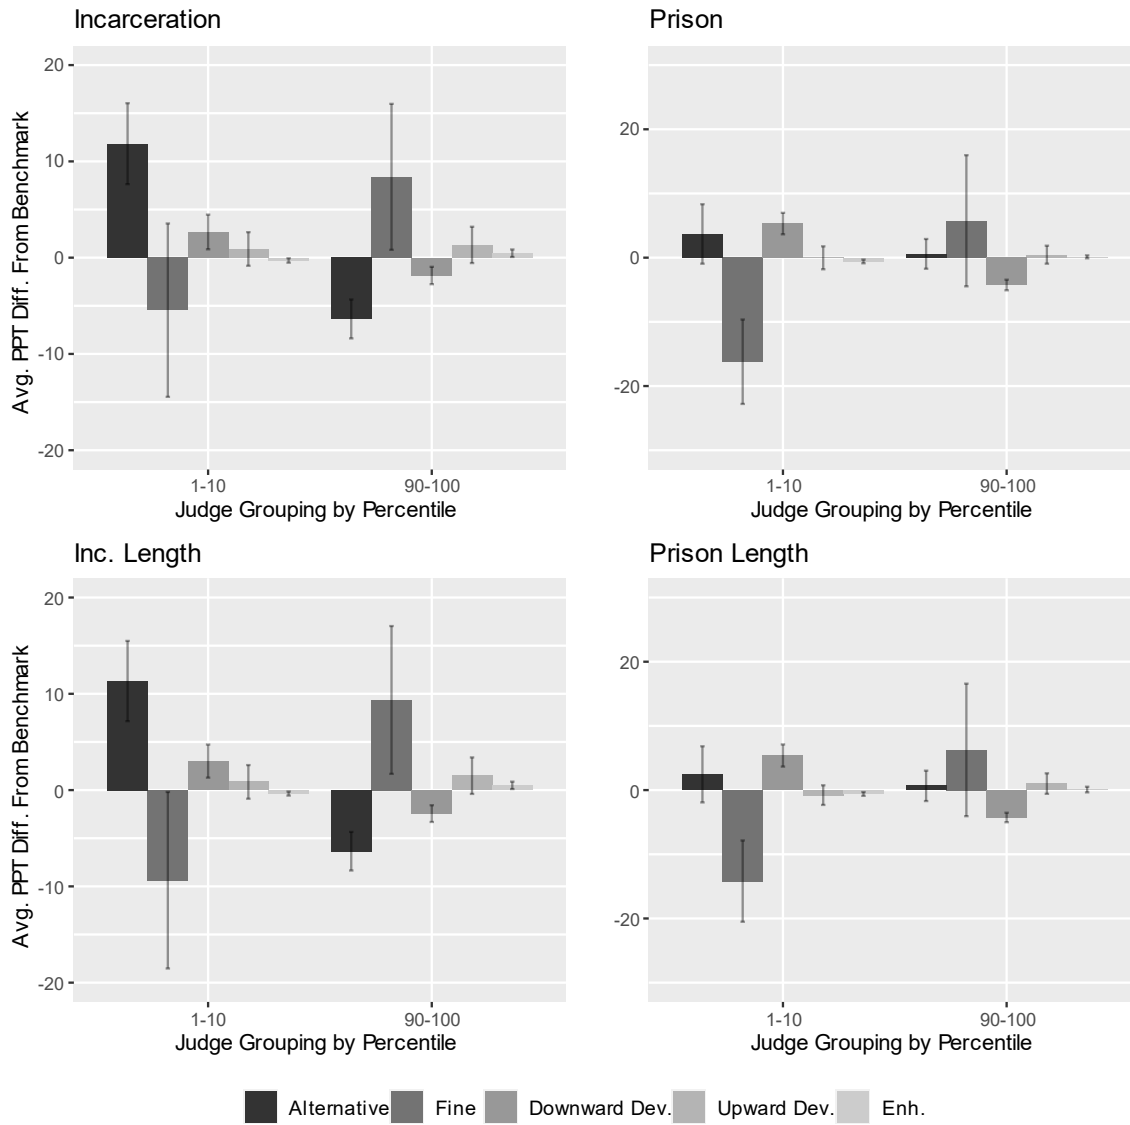 Incarceration
Prison
Avg. PPT Diff. From Benchmark
20
10
0
-10
-20
20
0
-20
1-10
90-100
1-10
90-100
Judge Grouping by Percentile
Judge Grouping by Percentile
Inc. Length
Prison Length
Avg. PPT Diff. From Benchmark
20
10
0
-10
-20
20
0
-20
1-10
90-100
1-10
90-100
Judge Grouping by Percentile
Judge Grouping by Percentile
Alternative Fine Downward Dev. Upward Dev. Enh.